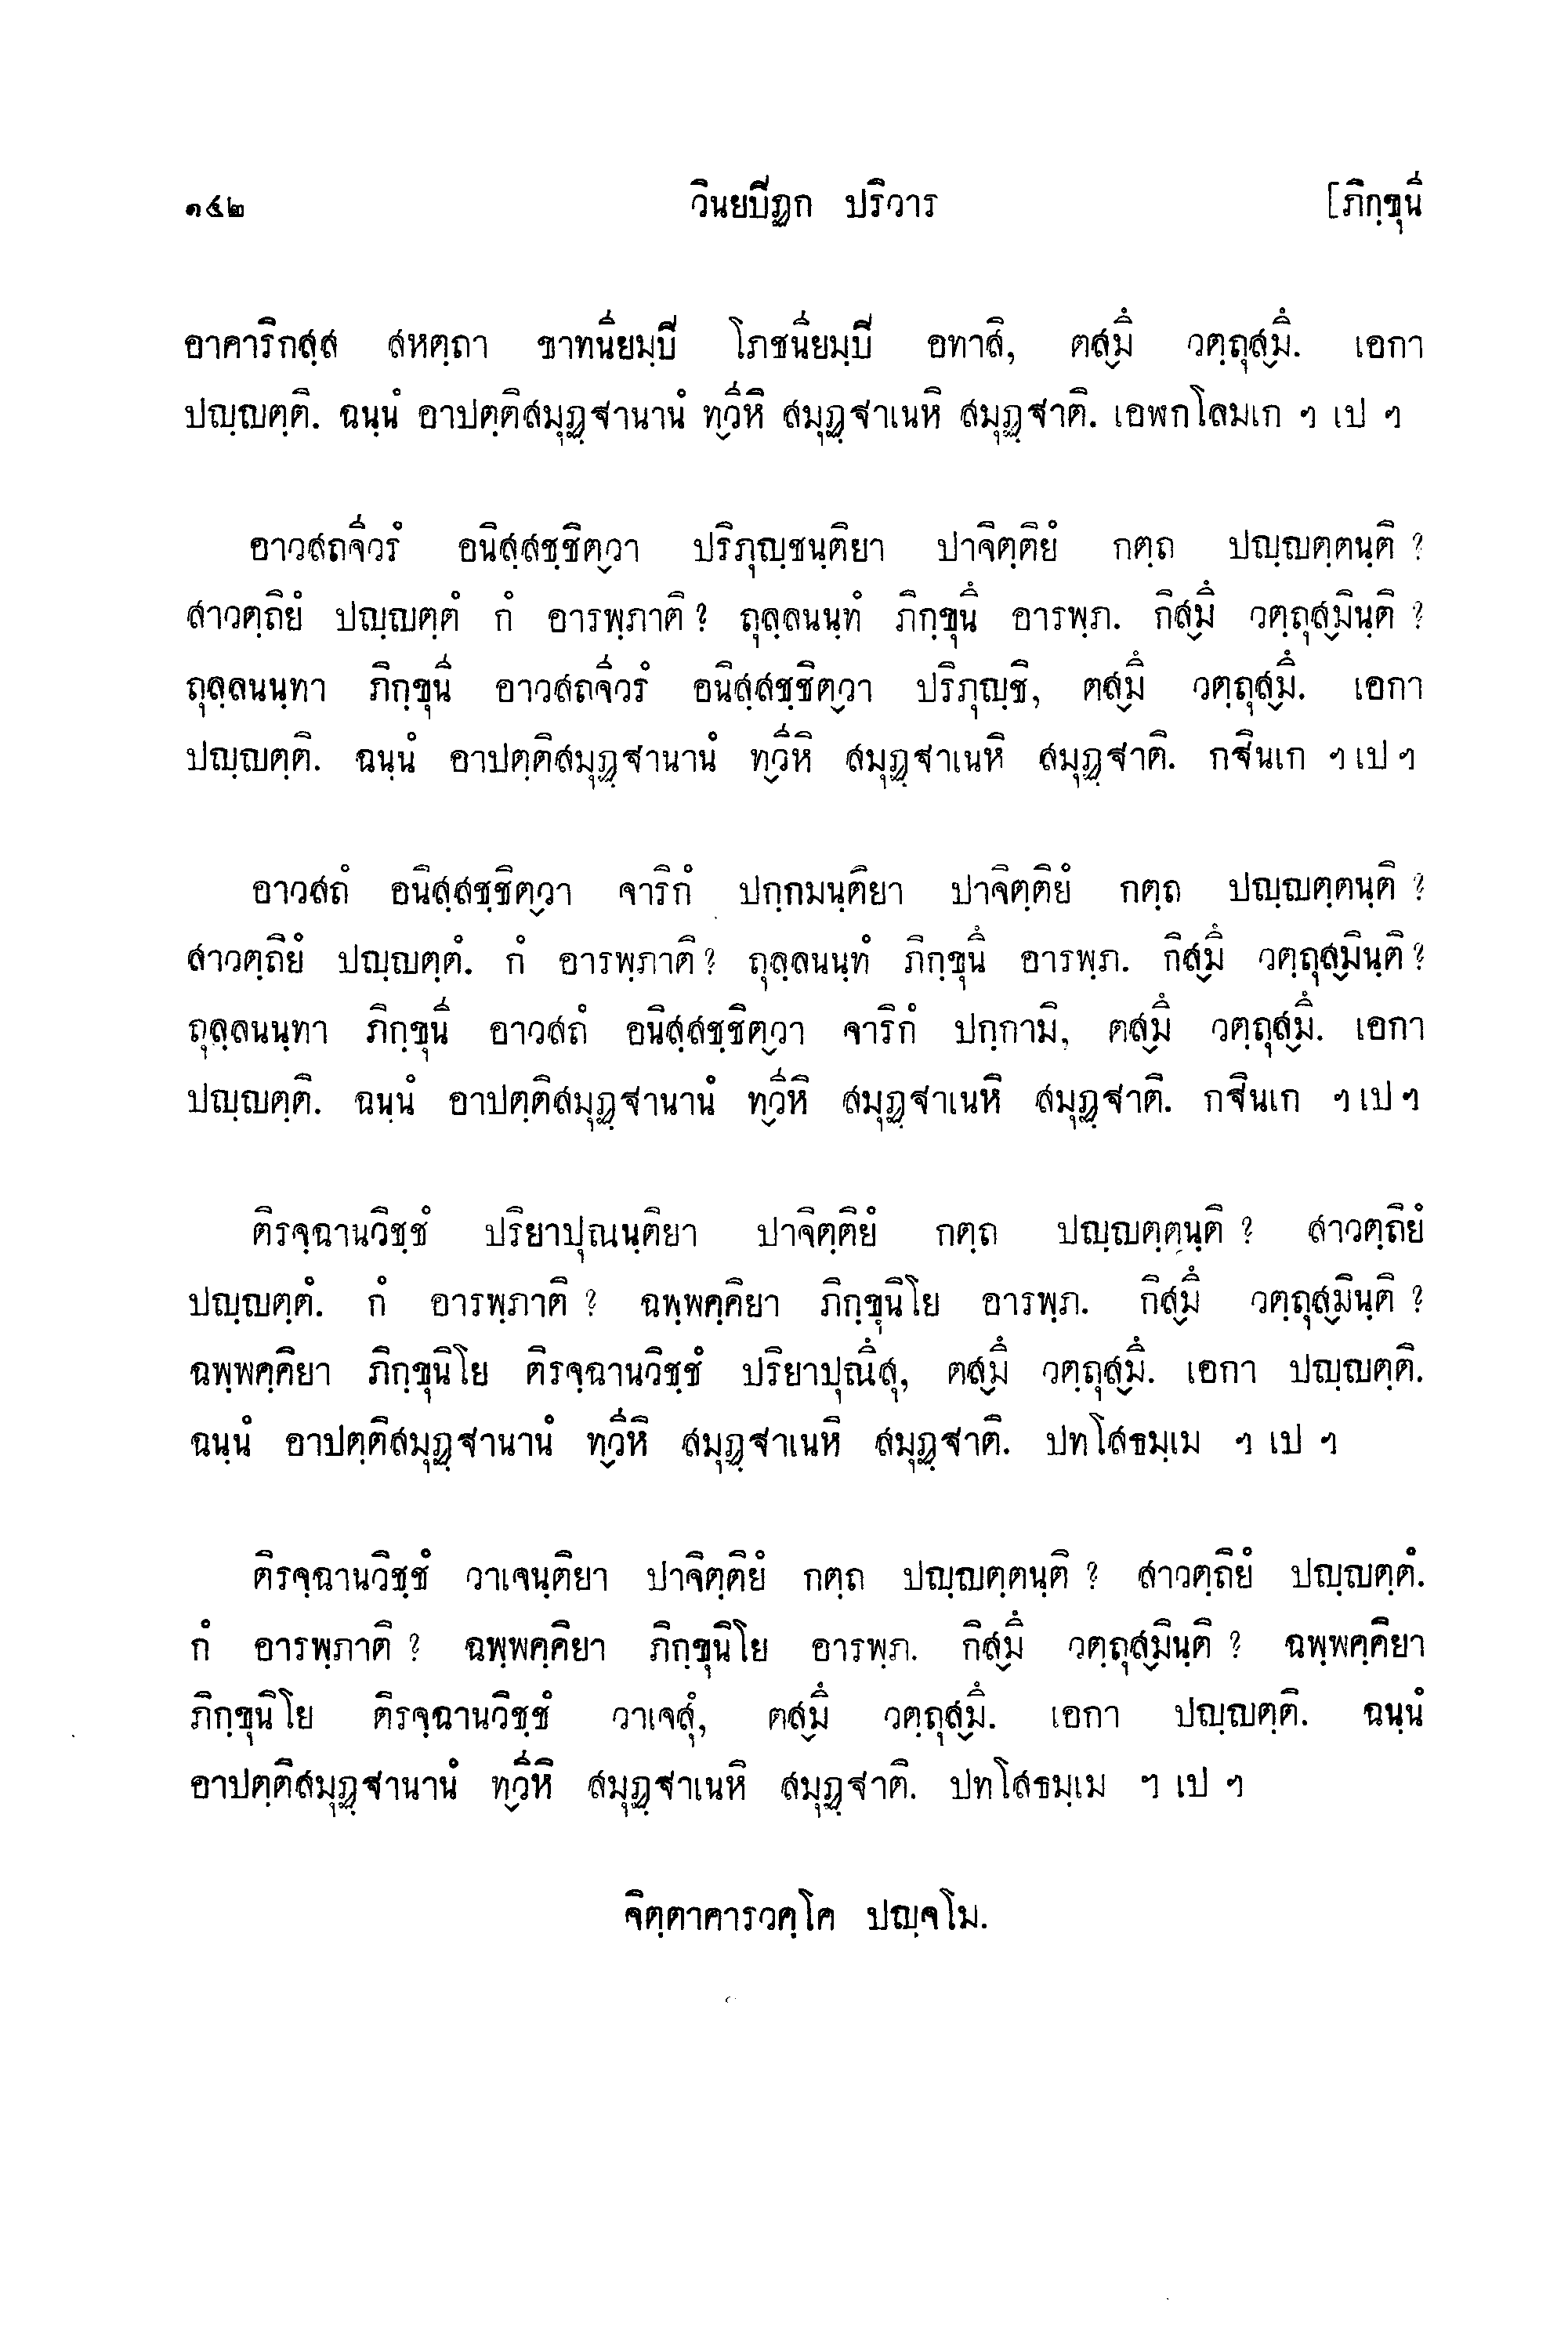 ๑๕๒ วินยปิฏก ปริวาร [ภิกฺขุนี
อาคาริกสฺส สหตฺถา ขาทนียมฺปิ โภชนียมฺปิ อทาสิ, ตสฺมึ วตฺถุสฺมึ. เอกา
ปญฺญตฺติ. ฉนฺนํ อาปตฺติสมุฏฺฐานานํ ทฺวีหิ สมุฏฺฐาเนหิ สมุฏฺฐาติ. เอฬกโลมเก ฯ เป ฯ
อาวสถจีวรํ อนิสฺสชฺชิตฺวา ปริภุญฺชนฺติยา ปาจิตฺติยํ กตฺถ ปญฺญตฺตนฺติ ?
สาวตฺถิยํ ปญฺญตฺตํ กํ อารพฺภาติ ? ถุลฺลนนฺทํ ภิกฺขุนึ อารพฺภ. กิสฺมึ วตฺถุสฺมินฺติ ?
ถุลฺลนนฺทา ภิกฺขุนี อาวสถจีวรํ อนิสฺสชฺชิตฺวา ปริภุญฺชิ, ตสฺมึ วตฺถุสฺมึ. เอกา
ปญฺญตฺติ. ฉนฺนํ อาปตฺติสมุฏฺฐานานํ ทฺวีหิ สมุฏฺฐาเนหิ สมุฏฺฐาติ. กฐินเก ฯ เป ฯ
อาวสถํ อนิสฺสชฺชิตฺวา จาริกํ ปกฺกมนฺติยา ปาจิตฺติยํ กตฺถ ปญฺญตฺตนฺติ ?
สาวตฺถิยํ ปญฺญตฺตํ. กํ อารพฺภาติ ? ถุลฺลนนฺทํ ภิกฺขุนึ อารพฺภ. กิสฺมึ วตฺถุสฺมินฺติ ?
ถุลฺลนนฺทา ภิกฺขุนี อาวสถํ อนิสฺสชฺชิตฺวา จาริกํ ปกฺกามิ, ตสฺมึ วตฺถุสฺมึ. เอกา
ปญฺญตฺติ. ฉนฺนํ อาปตฺติสมุฏฺฐานานํ ทฺวีหิ สมุฏฺฐาเนหิ สมุฏฺฐาติ. กฐินเก ฯ เป ฯ
ติรจฺฉานวิชฺชํ ปริยาปุณนฺติยา ปาจิตฺติยํ กตฺถ ปญฺญตฺตนฺติ ? สาวตฺถิยํ
ปญฺญตฺตํ. กํ อารพฺภาติ ? ฉพฺพคฺคิยา ภิกฺขุนิโย อารพฺภ. กิสฺมึ วตฺถุสฺมินฺติ ?
ฉพฺพคฺคิยา ภิกฺขุนิโย ติรจฺฉานวิชฺชํ ปริยาปุณึสุ, ตสฺมึ วตฺถุสฺมึ. เอกา ปญฺญตฺติ.
ฉนฺนํ อาปตฺติสมุฏฺฐานานํ ทฺวีหิ สมุฏฺฐาเนหิ สมุฏฺฐาติ. ปทโสธมฺเม ฯ เป ฯ
ติรจฺฉานวิชฺชํ วาเจนฺติยา ปาจิตฺติยํ กตฺถ ปญฺญตฺตนฺติ ? สาวตฺถิยํ ปญฺญตฺตํ.
กํ อารพฺภาติ ? ฉพฺพคฺคิยา ภิกฺขุนิโย อารพฺภ. กิสฺมึ วตฺถุสฺมินฺติ ? ฉพฺพคฺคิยา
ภิกฺขุนิโย ติรจฺฉานวิชฺชํ วาเจสุํ, ตสฺมึ วตฺถุสฺมึ. เอกา ปญฺญตฺติ. ฉนฺนํ
อาปตฺติสมุฏฺฐานานํ ทฺวีหิ สมุฏฺฐาเนหิ สมุฏฺฐาติ. ปทโสธมฺเม ฯ เป ฯ
จิตฺตาคารวคฺโค ปญฺจโม.